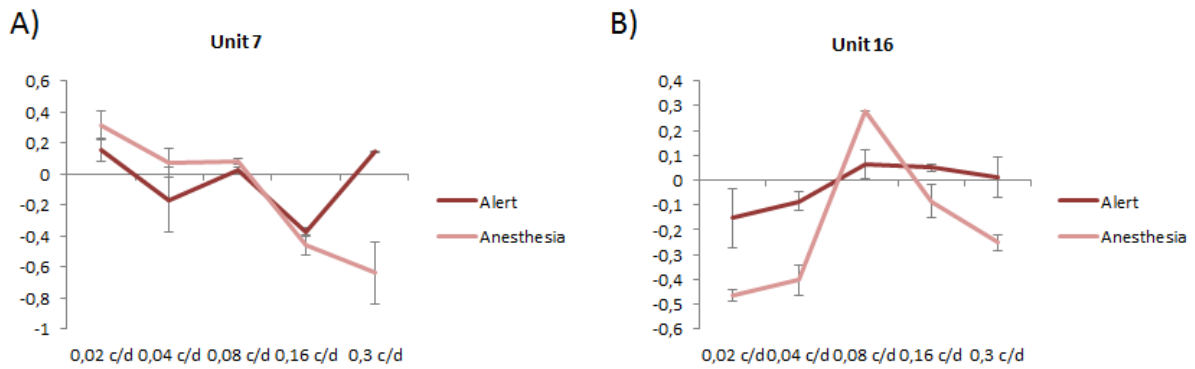 A)
Unit 7
0,6
0,4
0,2
0
-0,2
-0,4
-0,6
-0,8
-1
0,02 c/d 0,04 c/d 0,08 c/d 0,16 c/d 0,3 c/d
Alert
Anesthesia
B)
Unit 16
0,4
0,3
0,2
0,1
0
-0,1
-0,2
-0,3
-0,4
-0,5
-0,6
0,02 c/d 0,04 c/d 0,08 c/d 0,16 c/d 0,3 c/d
Alert
Anesthesia